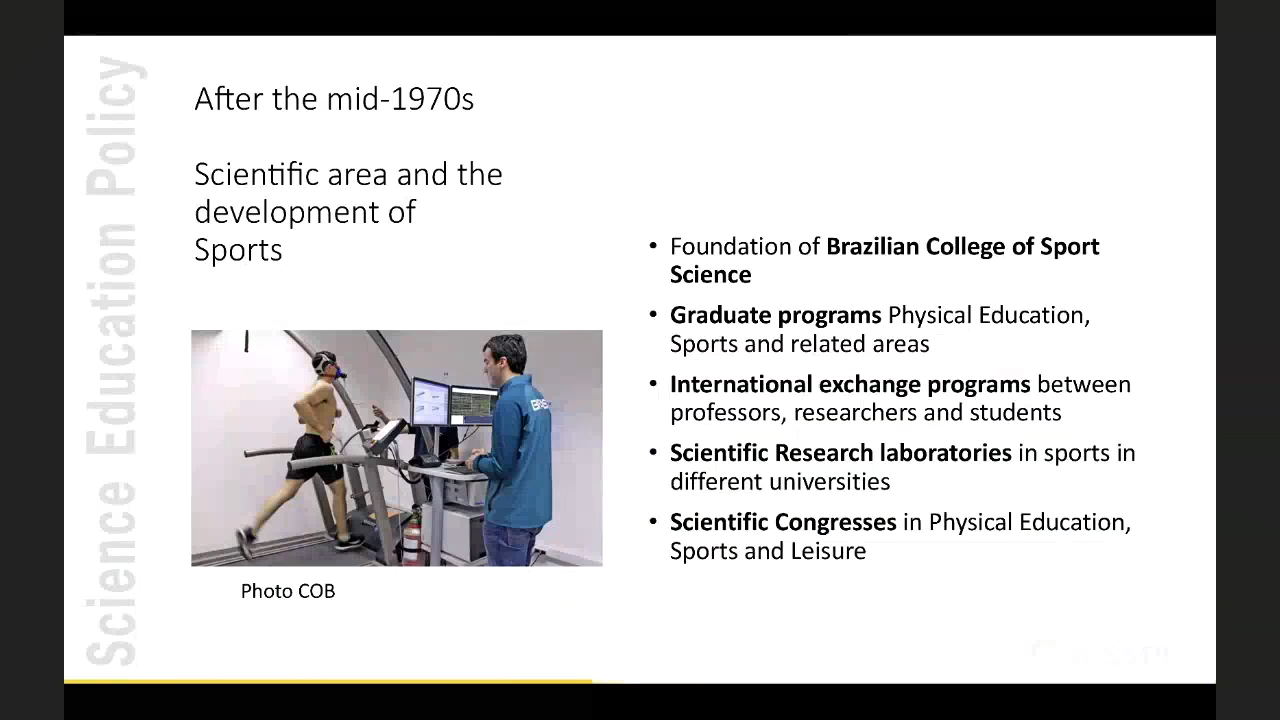 Science Education Policy
After the mid-1970s
Scientific area and the
development of
Sports
• Foundation of Brazilian College of Sport
Science
• Graduate programs Physical Education,
Sports and related areas
• International exchange programs between
professors, researchers and students
• Scientific Research laboratories in sports in
different universities
• Scientific Congresses in Physical Education,
Sports and Leisure
Photo COB